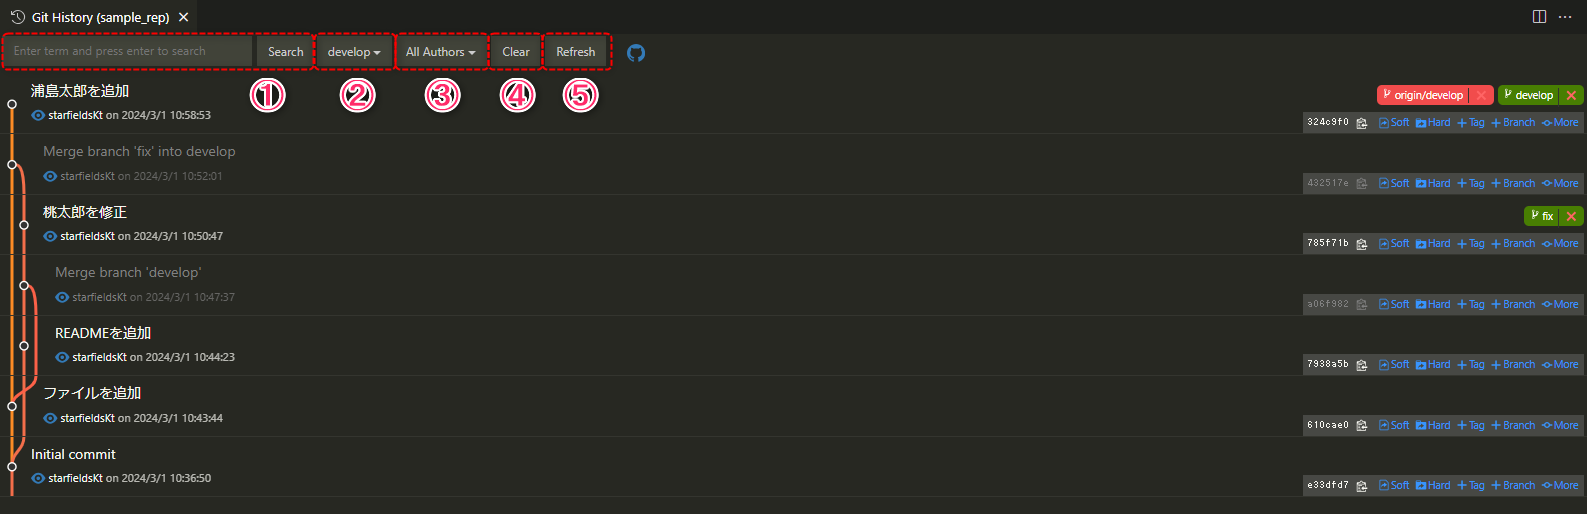 Git History (sample_rep)
Enter term and press enter to search Search develop All Authors Clear Refresh
① ② ③ ④ ⑤
浦島太郎を追加
origin/develop develop
starfieldsKt on 2024/3/1 10:58:53
324c9f0 Soft Hard +Tag +Branch More
Merge branch 'fix' into develop
starfieldsKt on 2024/3/1 10:52:01
492517e Soft Hard +Tag +Branch More
桃太郎を修正
fix
starfieldsKt on 2024/3/1 10:50:47
785f71b Soft Hard +Tag +Branch More
Merge branch 'develop'
starfieldsKt on 2024/3/1 10:47:37
a06f982 Soft Hard +Tag +Branch More
READMEを追加
starfieldsKt on 2024/3/1 10:44:23
7938a5b Soft Hard +Tag +Branch More
ファイルを追加
starfieldsKt on 2024/3/1 10:43:44
610cae0 Soft Hard +Tag +Branch More
Initial commit
starfieldsKt on 2024/3/1 10:36:50
e33dfd7 Soft Hard +Tag +Branch More